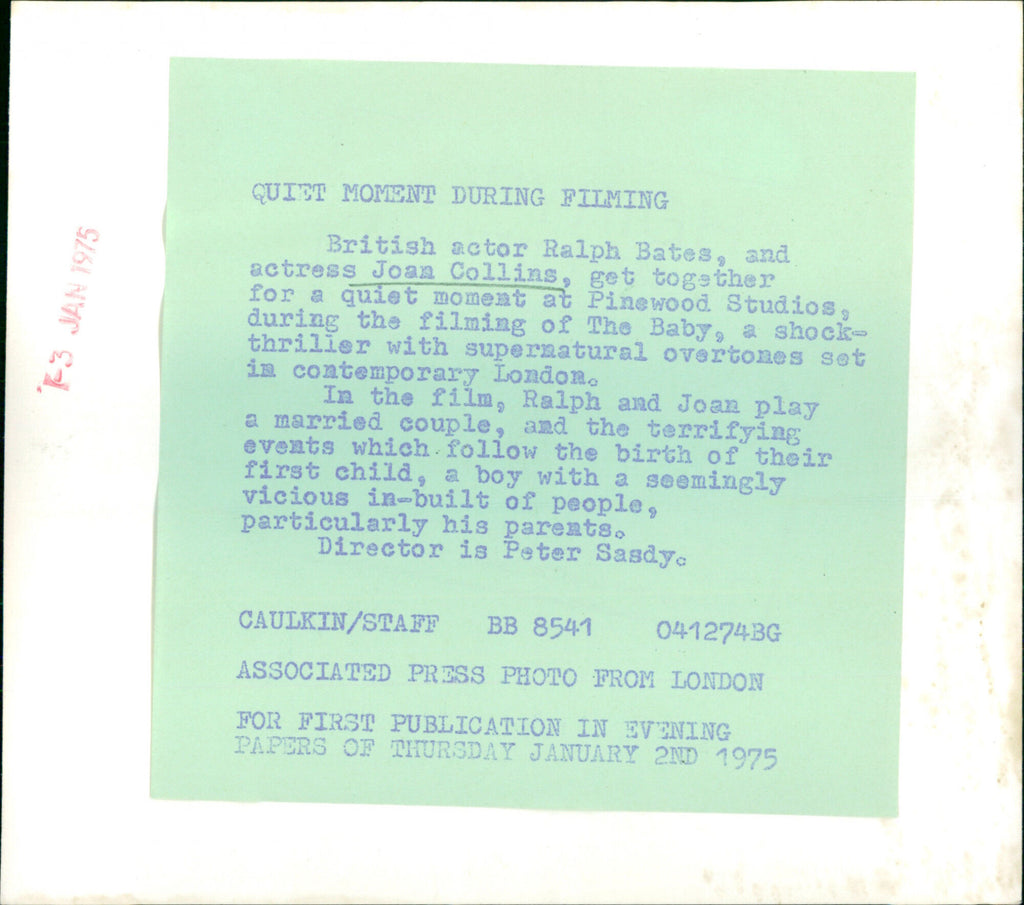 QUIET MOMENT DURING FILMING
British actor Ralph Bates, and
actress Joan Collins, get together
for a quiet moment at Pinewood Studios,
during the filming of The Baby, a shock-
thriller with supernatural overtones set
in contemporary London.
In the film, Ralph and Joan play
a married couple, and the terrifying
events which follow the birth of their
first child, a boy with a seemingly
vicious in-built of people,
particularly his parents.
Director is Peter Sasdy.
CAULKIN/STAFF BB 8541 041274BG
ASSOCIATED PRESS PHOTO FROM LONDON
FOR FIRST PUBLICATION IN EVENING
PAPERS OF THURSDAY JANUARY 2ND 1975
-3 JAN 1975